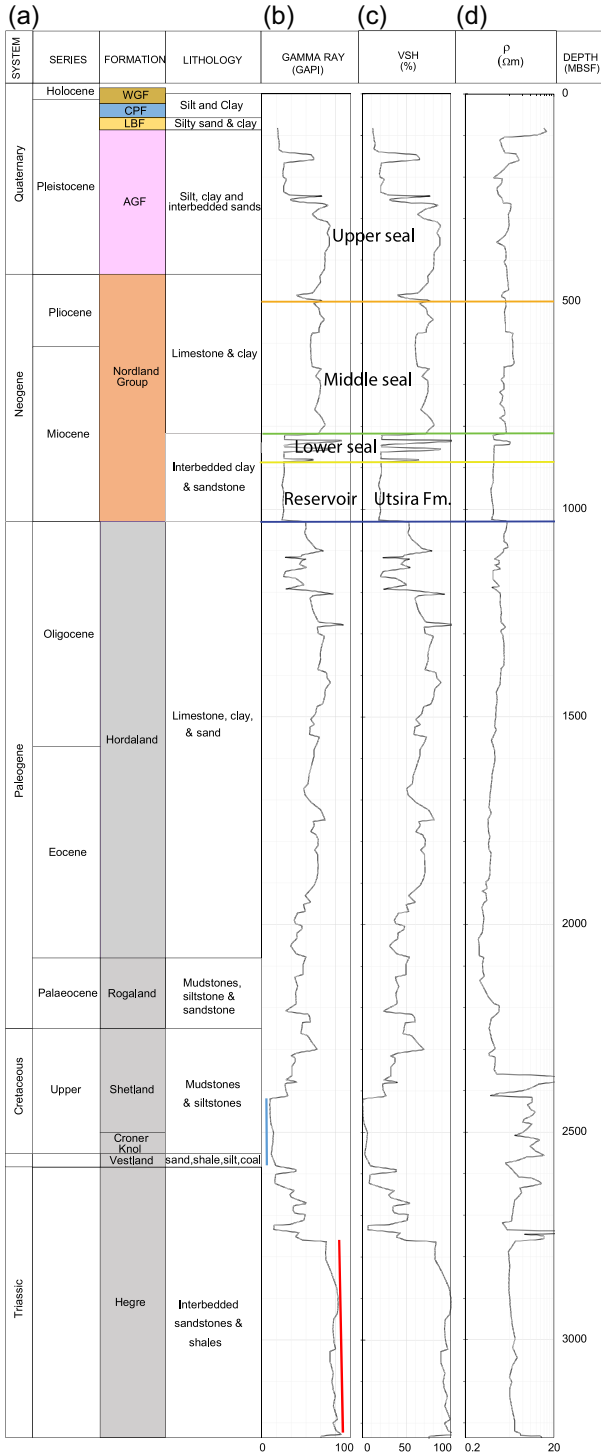 (a)
(b)
(c)
(d)
SYSTEM
SERIES
FORMATION
LITHOLOGY
GAMMA RAY
(GAPI)
VSH
(%)
ρ
(Ωm)
DEPTH
(MBSF)
Holocene
WGF
0
CPF
Silt and Clay
LBF
Silty sand & clay
Quaternary
Pleistocene
AGF
Silt, clay and
interbedded sands
Upper seal
500
Neogene
Pliocene
Nordland
Group
Limestone & clay
Middle seal
Miocene
Lower seal
Interbedded clay
& sandstone
Reservoir
Utsira Fm.
1000
Paleogene
Oligocene
Hordaland
Limestone, clay,
& sand
1500
Eocene
2000
Palaeocene
Rogaland
Mudstones,
siltstone &
sandstone
Cretaceous
Upper
Shetland
Mudstones
& siltstones
2500
Croner
Knol
Vestland
sand,shale,silt,coal
Triassic
Hegre
Interbedded
sandstones &
shales
3000
0
100
0
50
100
0.2
20